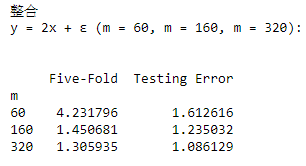 整合
y = 2x + ε (m = 60, m = 160, m = 320):
Five-Fold Testing Error
m
60 4.231796 1.612616
160 1.450681 1.235032
320 1.305935 1.086129